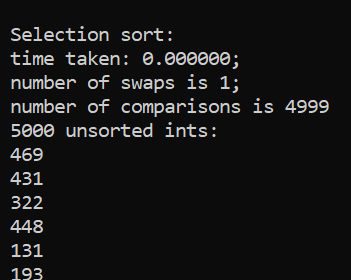 Selection sort:
time taken: 0.000000;
number of swaps is 1;
number of comparisons is 4999
5000 unsorted ints:
469
431
322
448
131
193